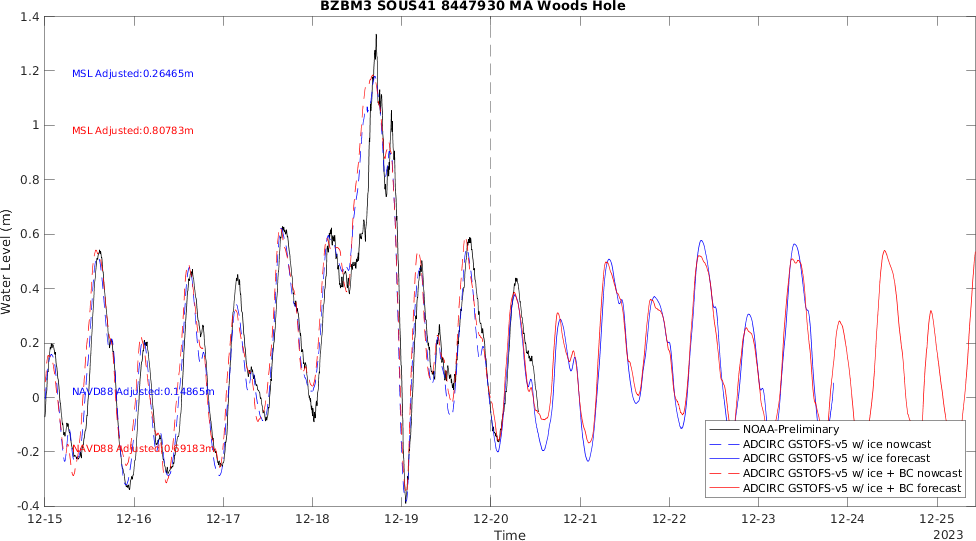 BZBM3 SOUS41 8447930 MA Woods Hole
Water Level (m)
1.4
1.2
1
0.8
0.6
0.4
0.2
0
-0.2
-0.4
MSL Adjusted:0.26465m
MSL Adjusted:0.80783m
NAVD88 Adjusted:0.14865m
NAVD88 Adjusted:0.69183m
NOAA-Preliminary
ADCIRC GSTOFS-v5 w/ ice nowcast
ADCIRC GSTOFS-v5 w/ ice forecast
ADCIRC GSTOFS-v5 w/ ice + BC nowcast
ADCIRC GSTOFS-v5 w/ ice + BC forecast
12-15 12-16 12-17 12-18 12-19 12-20 12-21 12-22 12-23 12-24 12-25
Time
2023